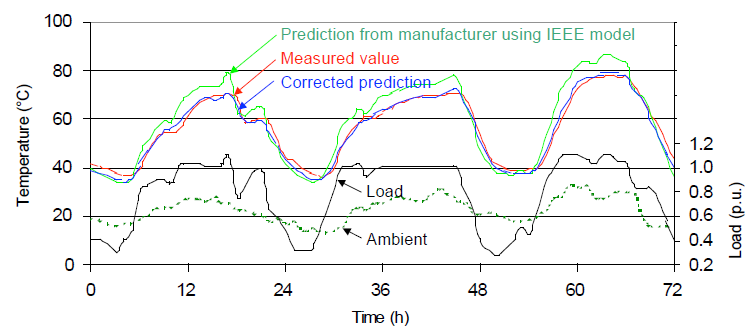 100
Prediction from manufacturer using IEEE model
80
Measured value
Corrected prediction
60
Temperature (°C)
40
20
0
Load
Ambient
1.2
1.0
0.8
0.6
0.4
0.2
Load (p.u.)
0 12 24 36 48 60 72
Time (h)